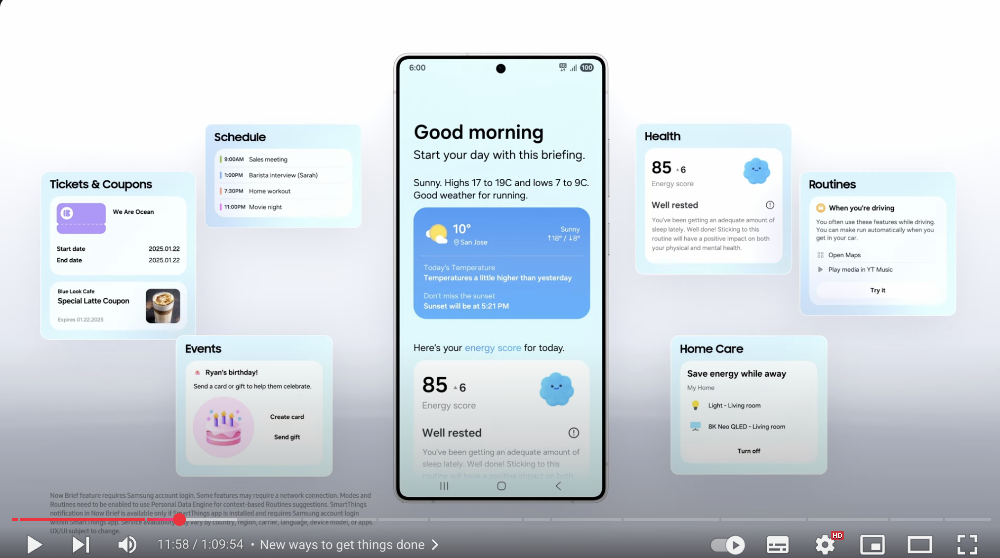 Tickets & Coupons
We Are Ocean
Start date 2025.01.22
End date 2025.01.22
Blue Look Cafe
Special Latte Coupon
Expires 01.22.2025
Schedule
9:00AM Sales meeting
1:00PM Barista interview (Sarah)
7:30PM Home workout
11:00PM Movie night
Events
Ryan's birthday!
Send a card or gift to help them celebrate.
Create card
Send gift
6:00
5G
100
Good morning
Start your day with this briefing.
Sunny. Highs 17 to 19C and lows 7 to 9C.
Good weather for running.
10°
San Jose
Sunny
↑18° / ↓8°
Today's Temperature
Temperatures a little higher than yesterday
Don't miss the sunset
Sunset will be at 5:21 PM
Here's your energy score for today.
85 ▲6
Energy score
Well rested
You've been getting an adequate amount of
sleep lately. Well done! Sticking to this
routine will have a positive impact on both
Health
85 ▲6
Energy score
Well rested
You've been getting an adequate amount of
sleep lately. Well done! Sticking to this
routine will have a positive impact on both
your physical and mental health.
Routines
When you're driving
You often use these features while driving.
You can make run automatically when you
get in your car.
Open Maps
Play media in YT Music
Try it
Home Care
Save energy while away
My Home
Light - Living room
8K Neo QLED - Living room
Turn off
Now Brief feature requires Samsung account login. Some features may require a network connection. Modes and
Routines need to be enabled to use Personal Data Engine for context-based Routines suggestions. SmartThings
notification in Now Brief is available only if SmartThings app is installed and requires Samsung account login
within SmartThings app. Service availability may vary by country, region, carrier, language, device model, or apps.
UX/UI subject to change.
11:58 / 1:09:54 • New ways to get things done
HD